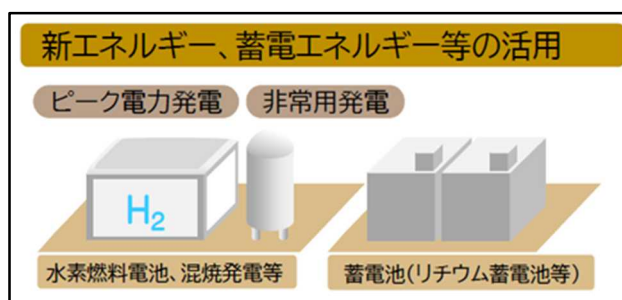 新エネルギー、蓄電エネルギー等の活用
ピーク電力発電 非常用発電
H₂
水素燃料電池、混焼発電等
蓄電池(リチウム蓄電池等)